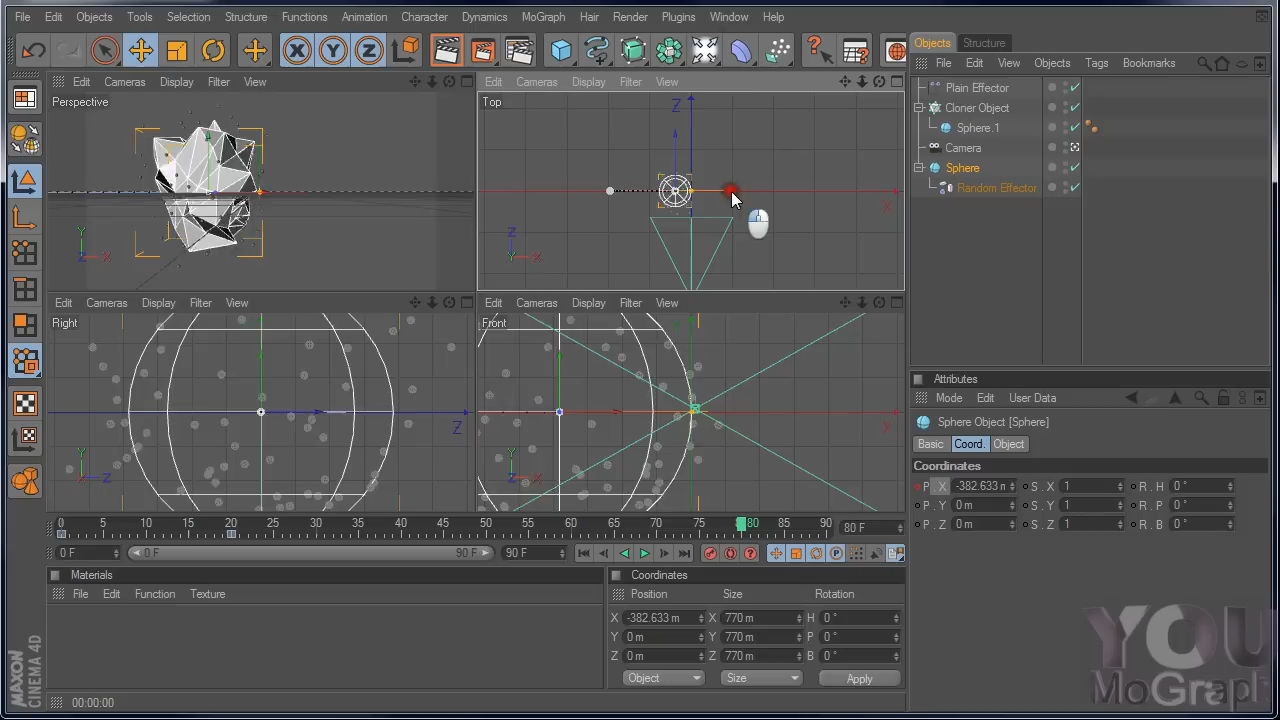 File Edit Objects Tools Selection Structure Functions Animation Character Dynamics MoGraph Hair Render Plugins Window Help
Objects Structure
File Edit View Objects Tags Bookmarks
Plain Effector
Cloner Object
Sphere.1
Camera
Sphere
Random Effector
Edit Cameras Display Filter View
Perspective
Y
Z X
Edit Cameras Display Filter View
Top
Z
X
Z
Y X
Edit Cameras Display Filter View
Right
Z
Y
X Z
Edit Cameras Display Filter View
Front
Y
X
Y
Z X
Attributes
Mode Edit User Data
Sphere Object [Sphere]
Basic Coord. Object
Coordinates
P . X -382.633 m S . X 1 R . H 0 °
P . Y 0 m S . Y 1 R . P 0 °
P . Z 0 m S . Z 1 R . B 0 °
0 5 10 15 20 25 30 35 40 45 50 55 60 65 70 75 80 85 90 80 F
0 F 0 F 90 F 90 F
Materials
File Edit Function Texture
Coordinates
Position Size Rotation
X -382.633 m X 770 m H 0 °
Y 0 m Y 770 m P 0 °
Z 0 m Z 770 m B 0 °
Object Size Apply
00:00:00
MAXON
CINEMA 4D
YOU
MoGraph